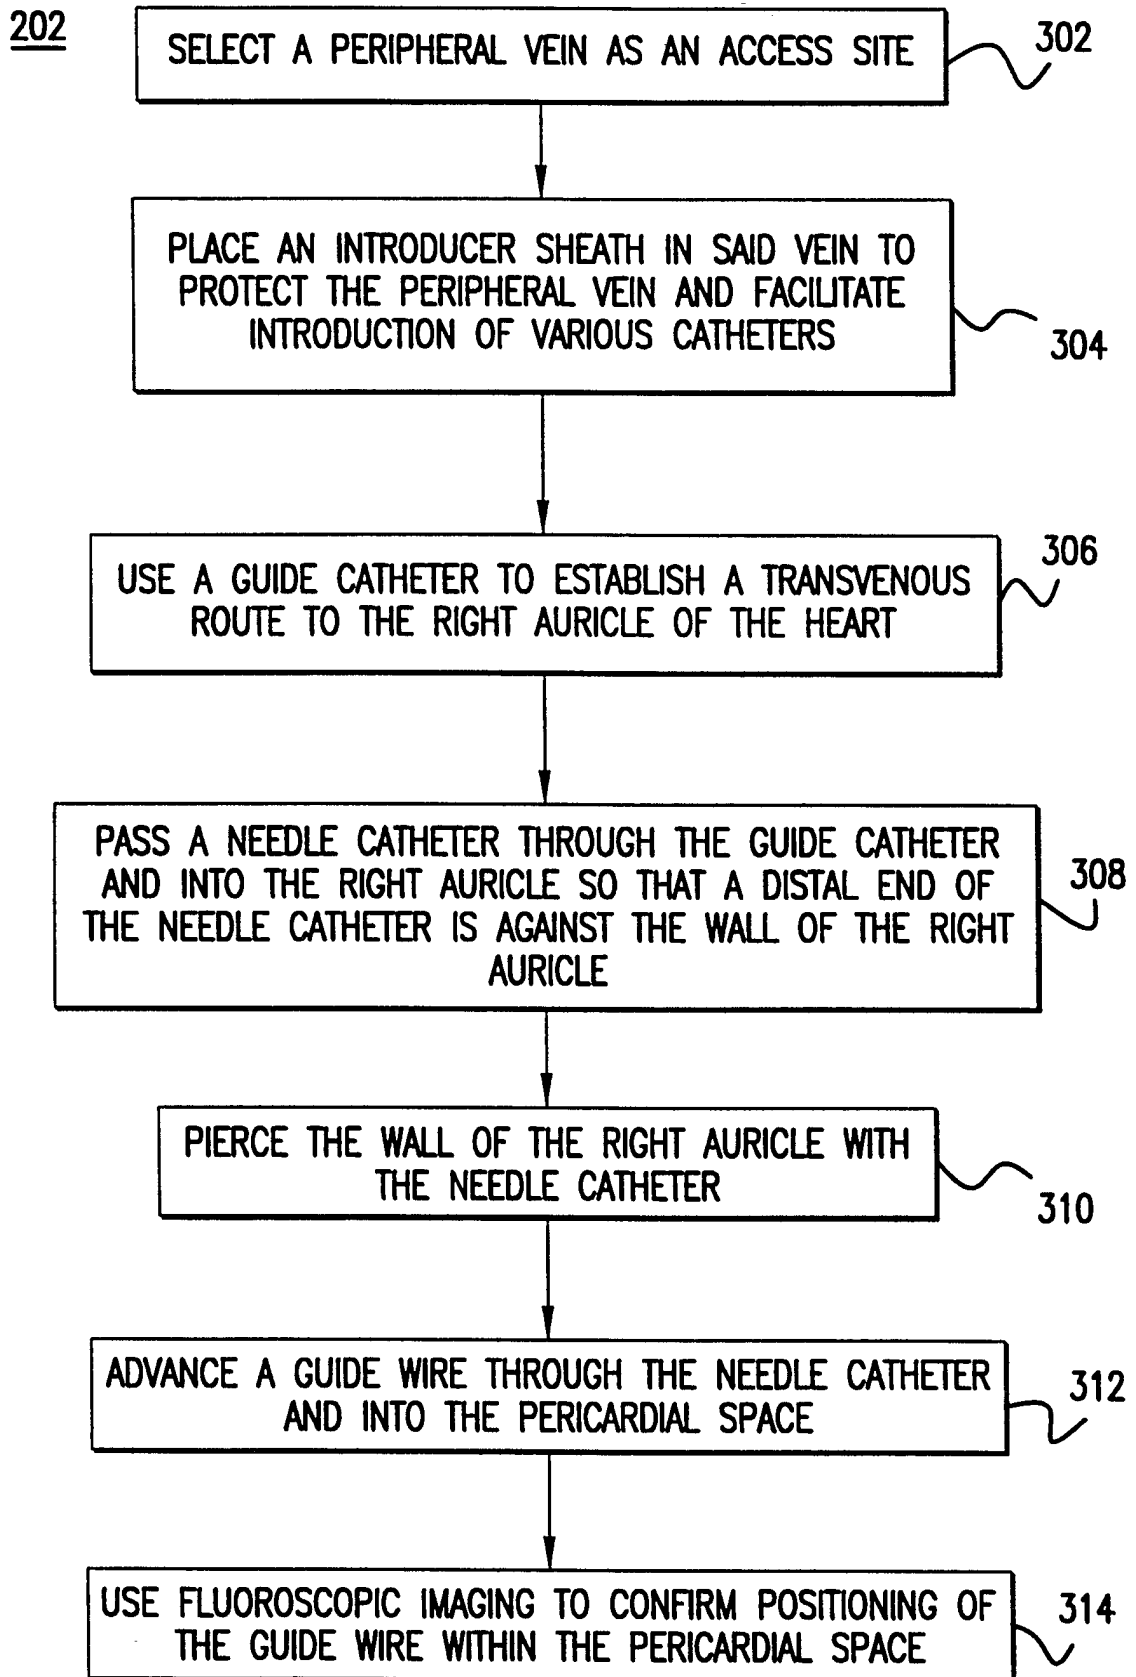 202
SELECT A PERIPHERAL VEIN AS AN ACCESS SITE
302
PLACE AN INTRODUCER SHEATH IN SAID VEIN TO
PROTECT THE PERIPHERAL VEIN AND FACILITATE
INTRODUCTION OF VARIOUS CATHETERS
304
USE A GUIDE CATHETER TO ESTABLISH A TRANSVENOUS
ROUTE TO THE RIGHT AURICLE OF THE HEART
306
PASS A NEEDLE CATHETER THROUGH THE GUIDE CATHETER
AND INTO THE RIGHT AURICLE SO THAT A DISTAL END OF
THE NEEDLE CATHETER IS AGAINST THE WALL OF THE RIGHT
AURICLE
308
PIERCE THE WALL OF THE RIGHT AURICLE WITH
THE NEEDLE CATHETER
310
ADVANCE A GUIDE WIRE THROUGH THE NEEDLE CATHETER
AND INTO THE PERICARDIAL SPACE
312
USE FLUOROSCOPIC IMAGING TO CONFIRM POSITIONING OF
THE GUIDE WIRE WITHIN THE PERICARDIAL SPACE
314